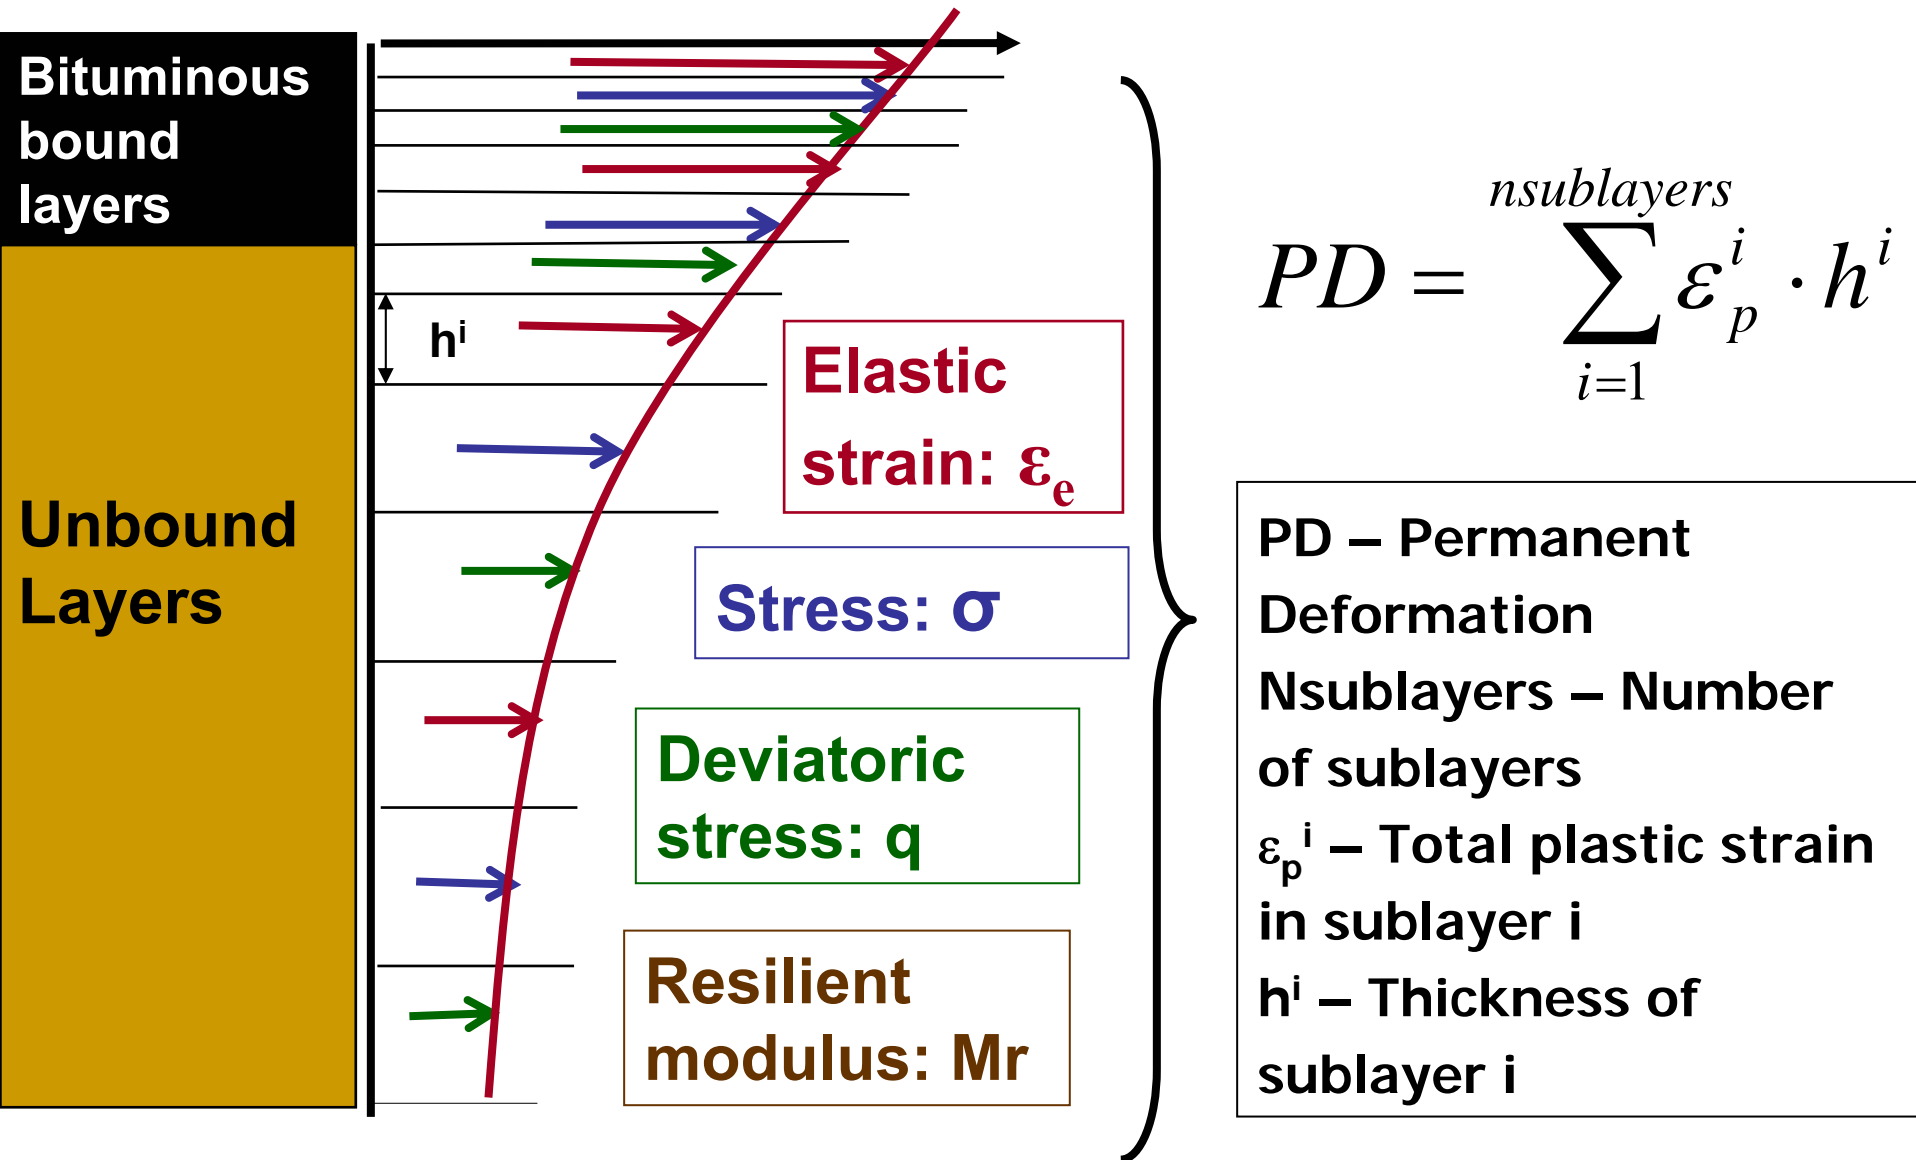 Bituminous
bound
layers
Unbound
Layers
hⁱ
Elastic
strain: εₑ
Stress: σ
Deviatoric
stress: q
Resilient
modulus: Mr
nsublayers
PD = ∑ εₚⁱ · hⁱ
i=1
PD – Permanent
Deformation
Nsublayers – Number
of sublayers
εₚⁱ – Total plastic strain
in sublayer i
hⁱ – Thickness of
sublayer i